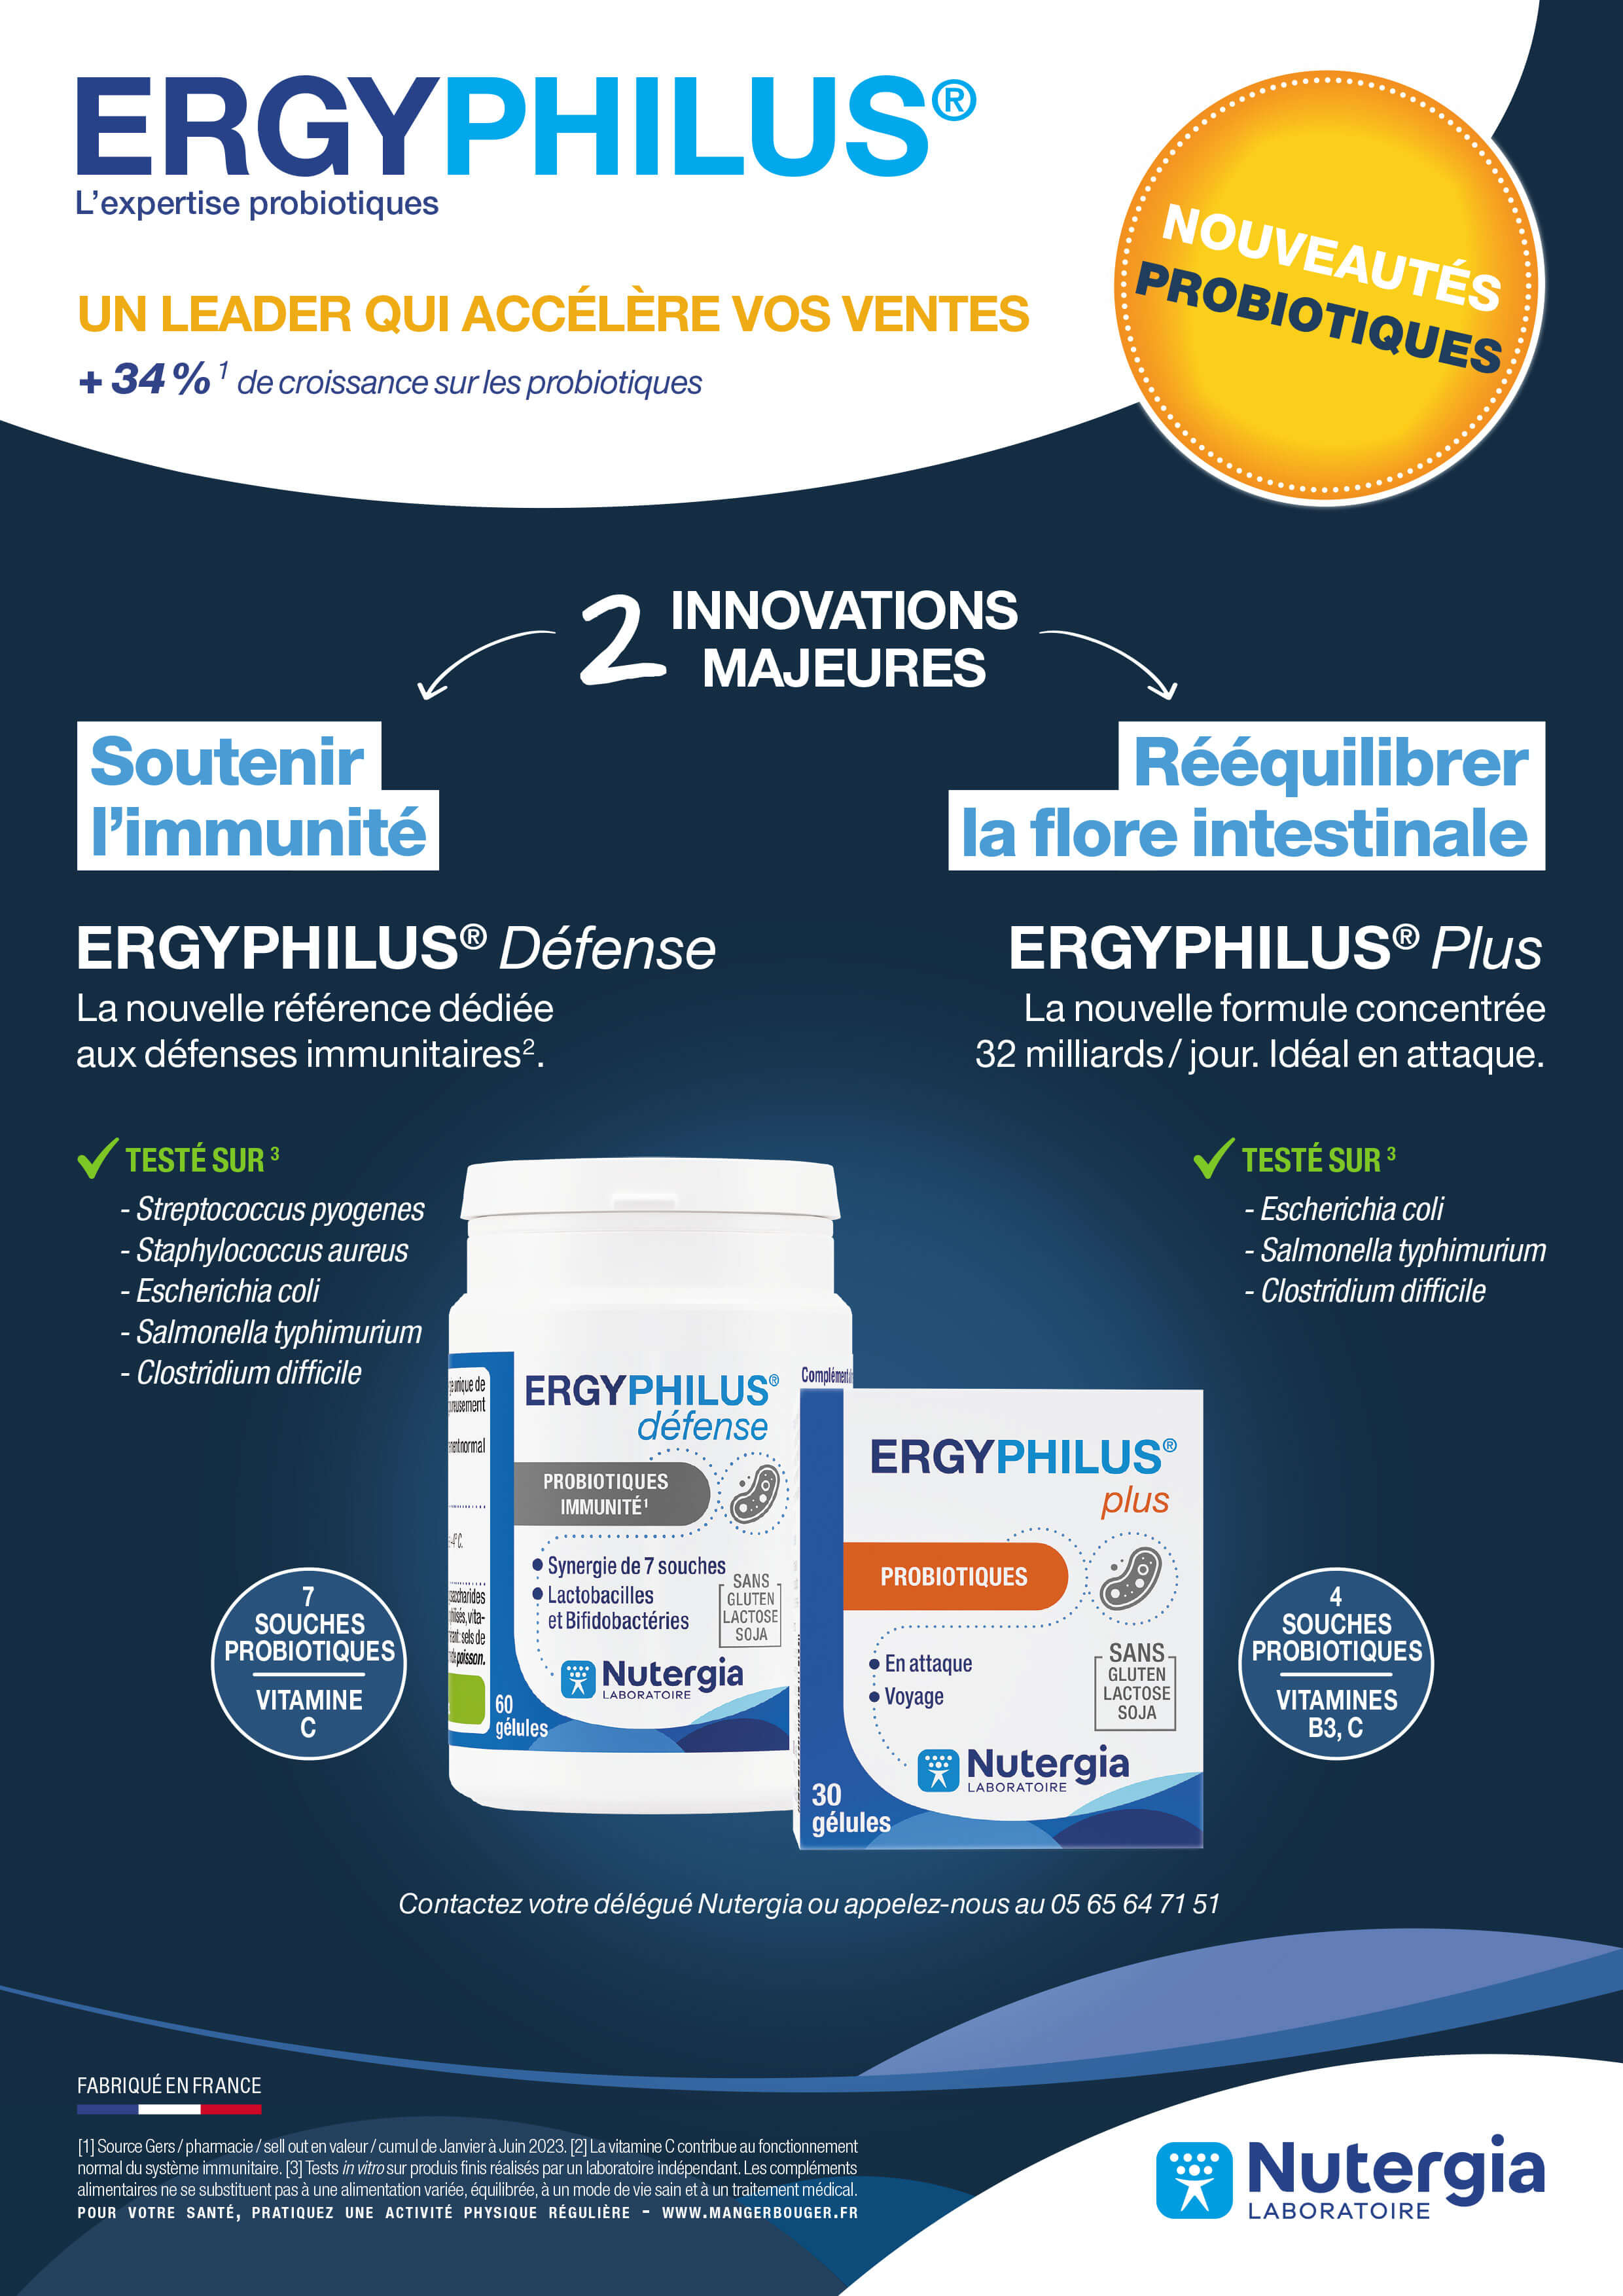 ERGYPHILUS®
L'expertise probiotiques
UN LEADER QUI ACCÉLÈRE VOS VENTES
+ 34 % 1 de croissance sur les probiotiques
NOUVEAUTÉS
PROBIOTIQUES
2 INNOVATIONS
MAJEURES
Soutenir
l'immunité
ERGYPHILUS® Défense
La nouvelle référence dédiée
aux défenses immunitaires2.
TESTÉ SUR 3
- Streptococcus pyogenes
- Staphylococcus aureus
- Escherichia coli
- Salmonella typhimurium
- Clostridium difficile
7
SOUCHES
PROBIOTIQUES
VITAMINE
C
Rééquilibrer
la flore intestinale
ERGYPHILUS® Plus
La nouvelle formule concentrée
32 milliards / jour. Idéal en attaque.
TESTÉ SUR 3
- Escherichia coli
- Salmonella typhimurium
- Clostridium difficile
4
SOUCHES
PROBIOTIQUES
VITAMINES
B3, C
unique de
normal
sels de
poisson.
ERGYPHILUS®
défense
PROBIOTIQUES
IMMUNITÉ1
• Synergie de 7 souches
• Lactobacilles
et Bifidobactéries
SANS
GLUTEN
LACTOSE
SOJA
Nutergia
LABORATOIRE
60
gélules
ERGYPHILUS®
plus
PROBIOTIQUES
• En attaque
• Voyage
SANS
GLUTEN
LACTOSE
SOJA
Nutergia
LABORATOIRE
30
gélules
Contactez votre délégué Nutergia ou appelez-nous au 05 65 64 71 51
FABRIQUÉ EN FRANCE
[1] Source Gers / pharmacie / sell out en valeur / cumul de Janvier à Juin 2023. [2] La vitamine C contribue au fonctionnement
normal du système immunitaire. [3] Tests in vitro sur produis finis réalisés par un laboratoire indépendant. Les compléments
alimentaires ne se substituent pas à une alimentation variée, équilibrée, à un mode de vie sain et à un traitement médical.
POUR VOTRE SANTÉ, PRATIQUEZ UNE ACTIVITÉ PHYSIQUE RÉGULIÈRE - WWW.MANGERBOUGER.FR
Nutergia
LABORATOIRE